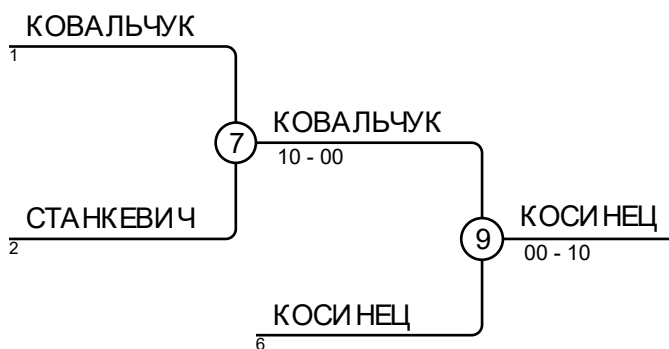 КОВАЛЬЧУК
1
7
КОВАЛЬЧУК
10 - 00
СТАНКЕВИЧ
2
9
КОСИНЕЦ
00 - 10
КОСИНЕЦ
6